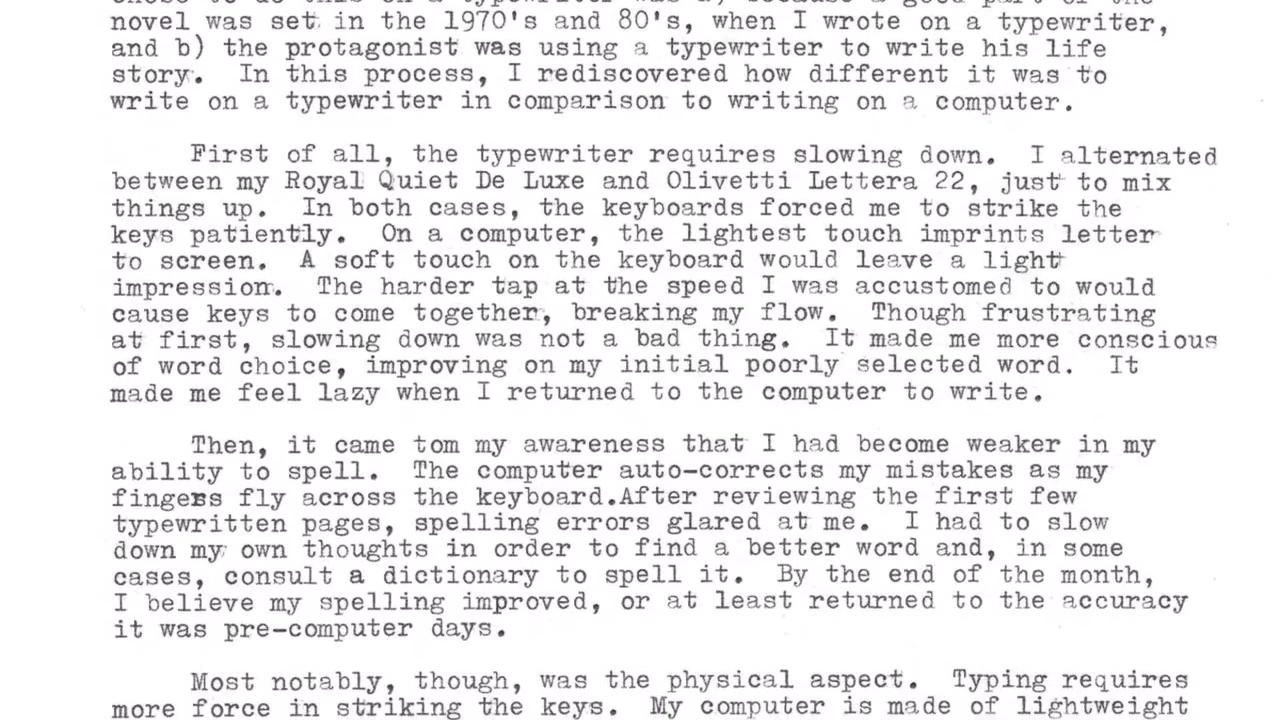 chose to do this on a typewriter was a) because a good part of the
novel was set in the 1970's and 80's, when I wrote on a typewriter,
and b) the protagonist was using a typewriter to write his life
story.  In this process, I rediscovered how different it was to
write on a typewriter in comparison to writing on a computer.
First of all, the typewriter requires slowing down.  I alternated
between my Royal Quiet De Luxe and Olivetti Lettera 22, just to mix
things up.  In both cases, the keyboards forced me to strike the
keys patiently.  On a computer, the lightest touch imprints letter
to screen.  A soft touch on the keyboard would leave a light
impression.  The harder tap at the speed I was accustomed to would
cause keys to come together, breaking my flow.  Though frustrating
at first, slowing down was not a bad thing.  It made me more conscious
of word choice, improving on my initial poorly selected word.  It
made me feel lazy when I returned to the computer to write.
Then, it came tom my awareness that I had become weaker in my
ability to spell.  The computer auto-corrects my mistakes as my
fingers fly across the keyboard.After reviewing the first few
typewritten pages, spelling errors glared at me.  I had to slow
down my own thoughts in order to find a better word and, in some
cases, consult a dictionary to spell it.  By the end of the month,
I believe my spelling improved, or at least returned to the accuracy
it was pre-computer days.
Most notably, though, was the physical aspect.  Typing requires
more force in striking the keys.  My computer is made of lightweight